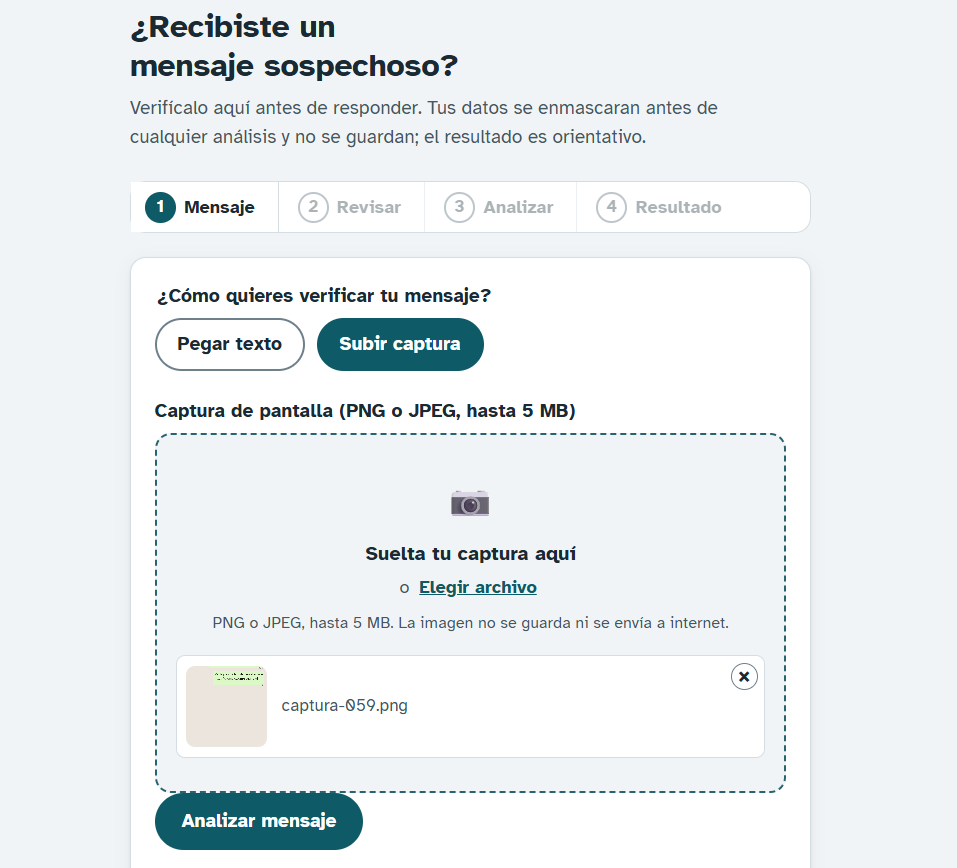 ¿Recibiste un
mensaje sospechoso?
Verifícalo aquí antes de responder. Tus datos se enmascaran antes de
cualquier análisis y no se guardan; el resultado es orientativo.
1 Mensaje
2 Revisar
3 Analizar
4 Resultado
¿Cómo quieres verificar tu mensaje?
Pegar texto
Subir captura
Captura de pantalla (PNG o JPEG, hasta 5 MB)
Suelta tu captura aquí
o Elegir archivo
PNG o JPEG, hasta 5 MB. La imagen no se guarda ni se envía a internet.
captura-059.png
Analizar mensaje